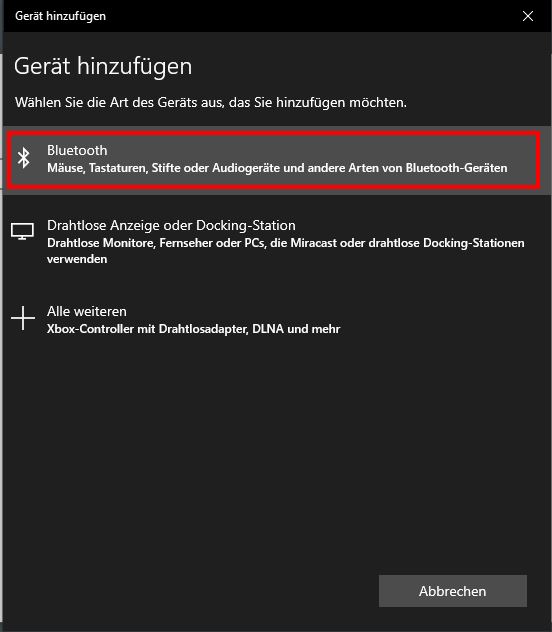 Gerät hinzufügen
Gerät hinzufügen
Wählen Sie die Art des Geräts aus, das Sie hinzufügen möchten.
Bluetooth
Mäuse, Tastaturen, Stifte oder Audiogeräte und andere Arten von Bluetooth-Geräten
Drahtlose Anzeige oder Docking-Station
Drahtlose Monitore, Fernseher oder PCs, die Miracast oder drahtlose Docking-Stationen
verwenden
Alle weiteren
Xbox-Controller mit Drahtlosadapter, DLNA und mehr
Abbrechen